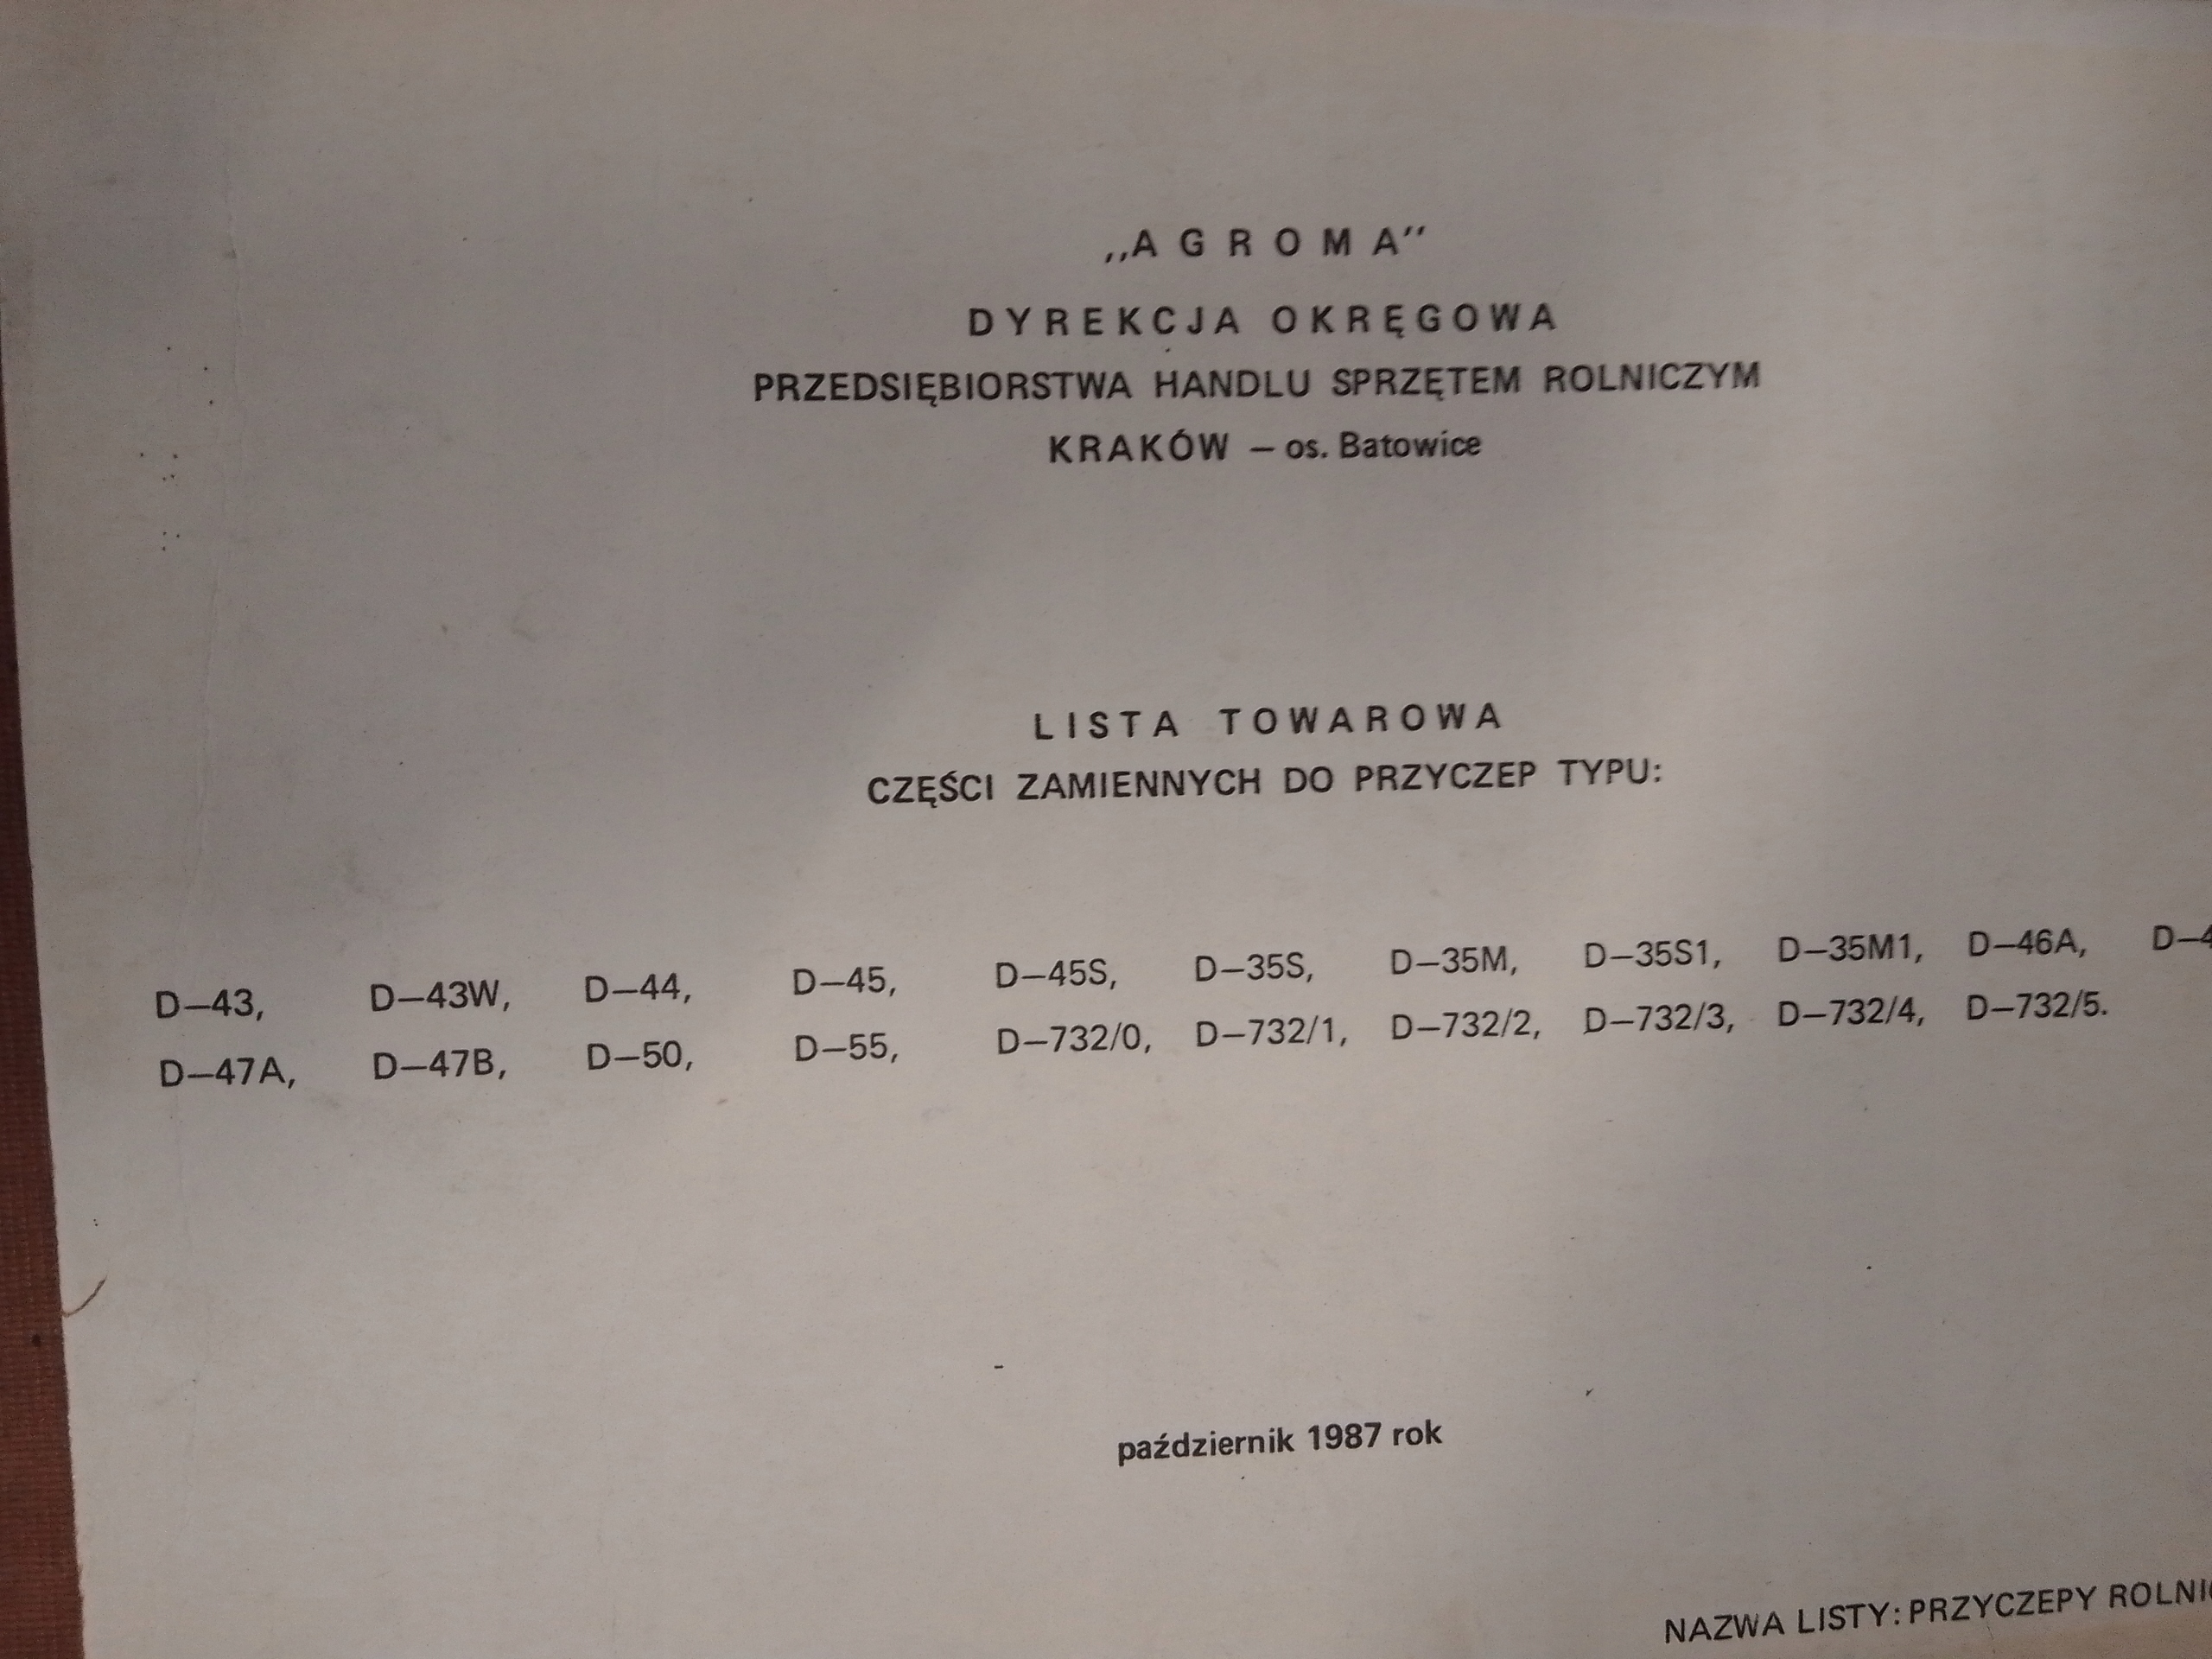 „AGROMA"
DYREKCJA OKRĘGOWA
PRZEDSIĘBIORSTWA HANDLU SPRZĘTEM ROLNICZYM
KRAKÓW – os. Batowice
LISTA TOWAROWA
CZĘŚCI ZAMIENNYCH DO PRZYCZEP TYPU:
D–43, D–43W, D–44, D–45, D–45S, D–35S, D–35M, D–35S1, D–35M1, D–46A,
D–47A, D–47B, D–50, D–55, D–732/0, D–732/1, D–732/2, D–732/3, D–732/4, D–732/5.
październik 1987 rok
NAZWA LISTY: PRZYCZEPY